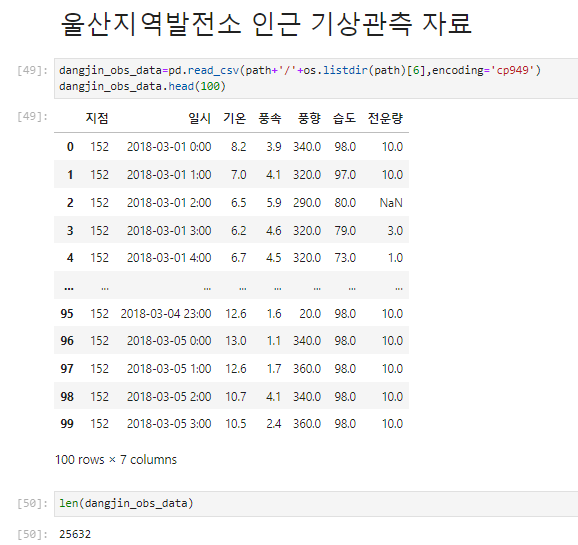 울산지역발전소 인근 기상관측 자료
[49]: dangjin_obs_data=pd.read_csv(path+'/'+os.listdir(path)[6],encoding='cp949')
dangjin_obs_data.head(100)
[49]: 지점 일시 기온 풍속 풍향 습도 전운량
0 152 2018-03-01 0:00 8.2 3.9 340.0 98.0 10.0
1 152 2018-03-01 1:00 7.0 4.1 320.0 97.0 10.0
2 152 2018-03-01 2:00 6.5 5.9 290.0 80.0 NaN
3 152 2018-03-01 3:00 6.2 4.6 320.0 79.0 3.0
4 152 2018-03-01 4:00 6.7 4.5 320.0 73.0 1.0
... ... ... ... ... ... ... ...
95 152 2018-03-04 23:00 12.6 1.6 20.0 98.0 10.0
96 152 2018-03-05 0:00 13.0 1.1 340.0 98.0 10.0
97 152 2018-03-05 1:00 12.6 1.7 360.0 98.0 10.0
98 152 2018-03-05 2:00 10.7 4.1 340.0 98.0 10.0
99 152 2018-03-05 3:00 10.5 2.4 360.0 98.0 10.0
100 rows × 7 columns
[50]: len(dangjin_obs_data)
[50]: 25632